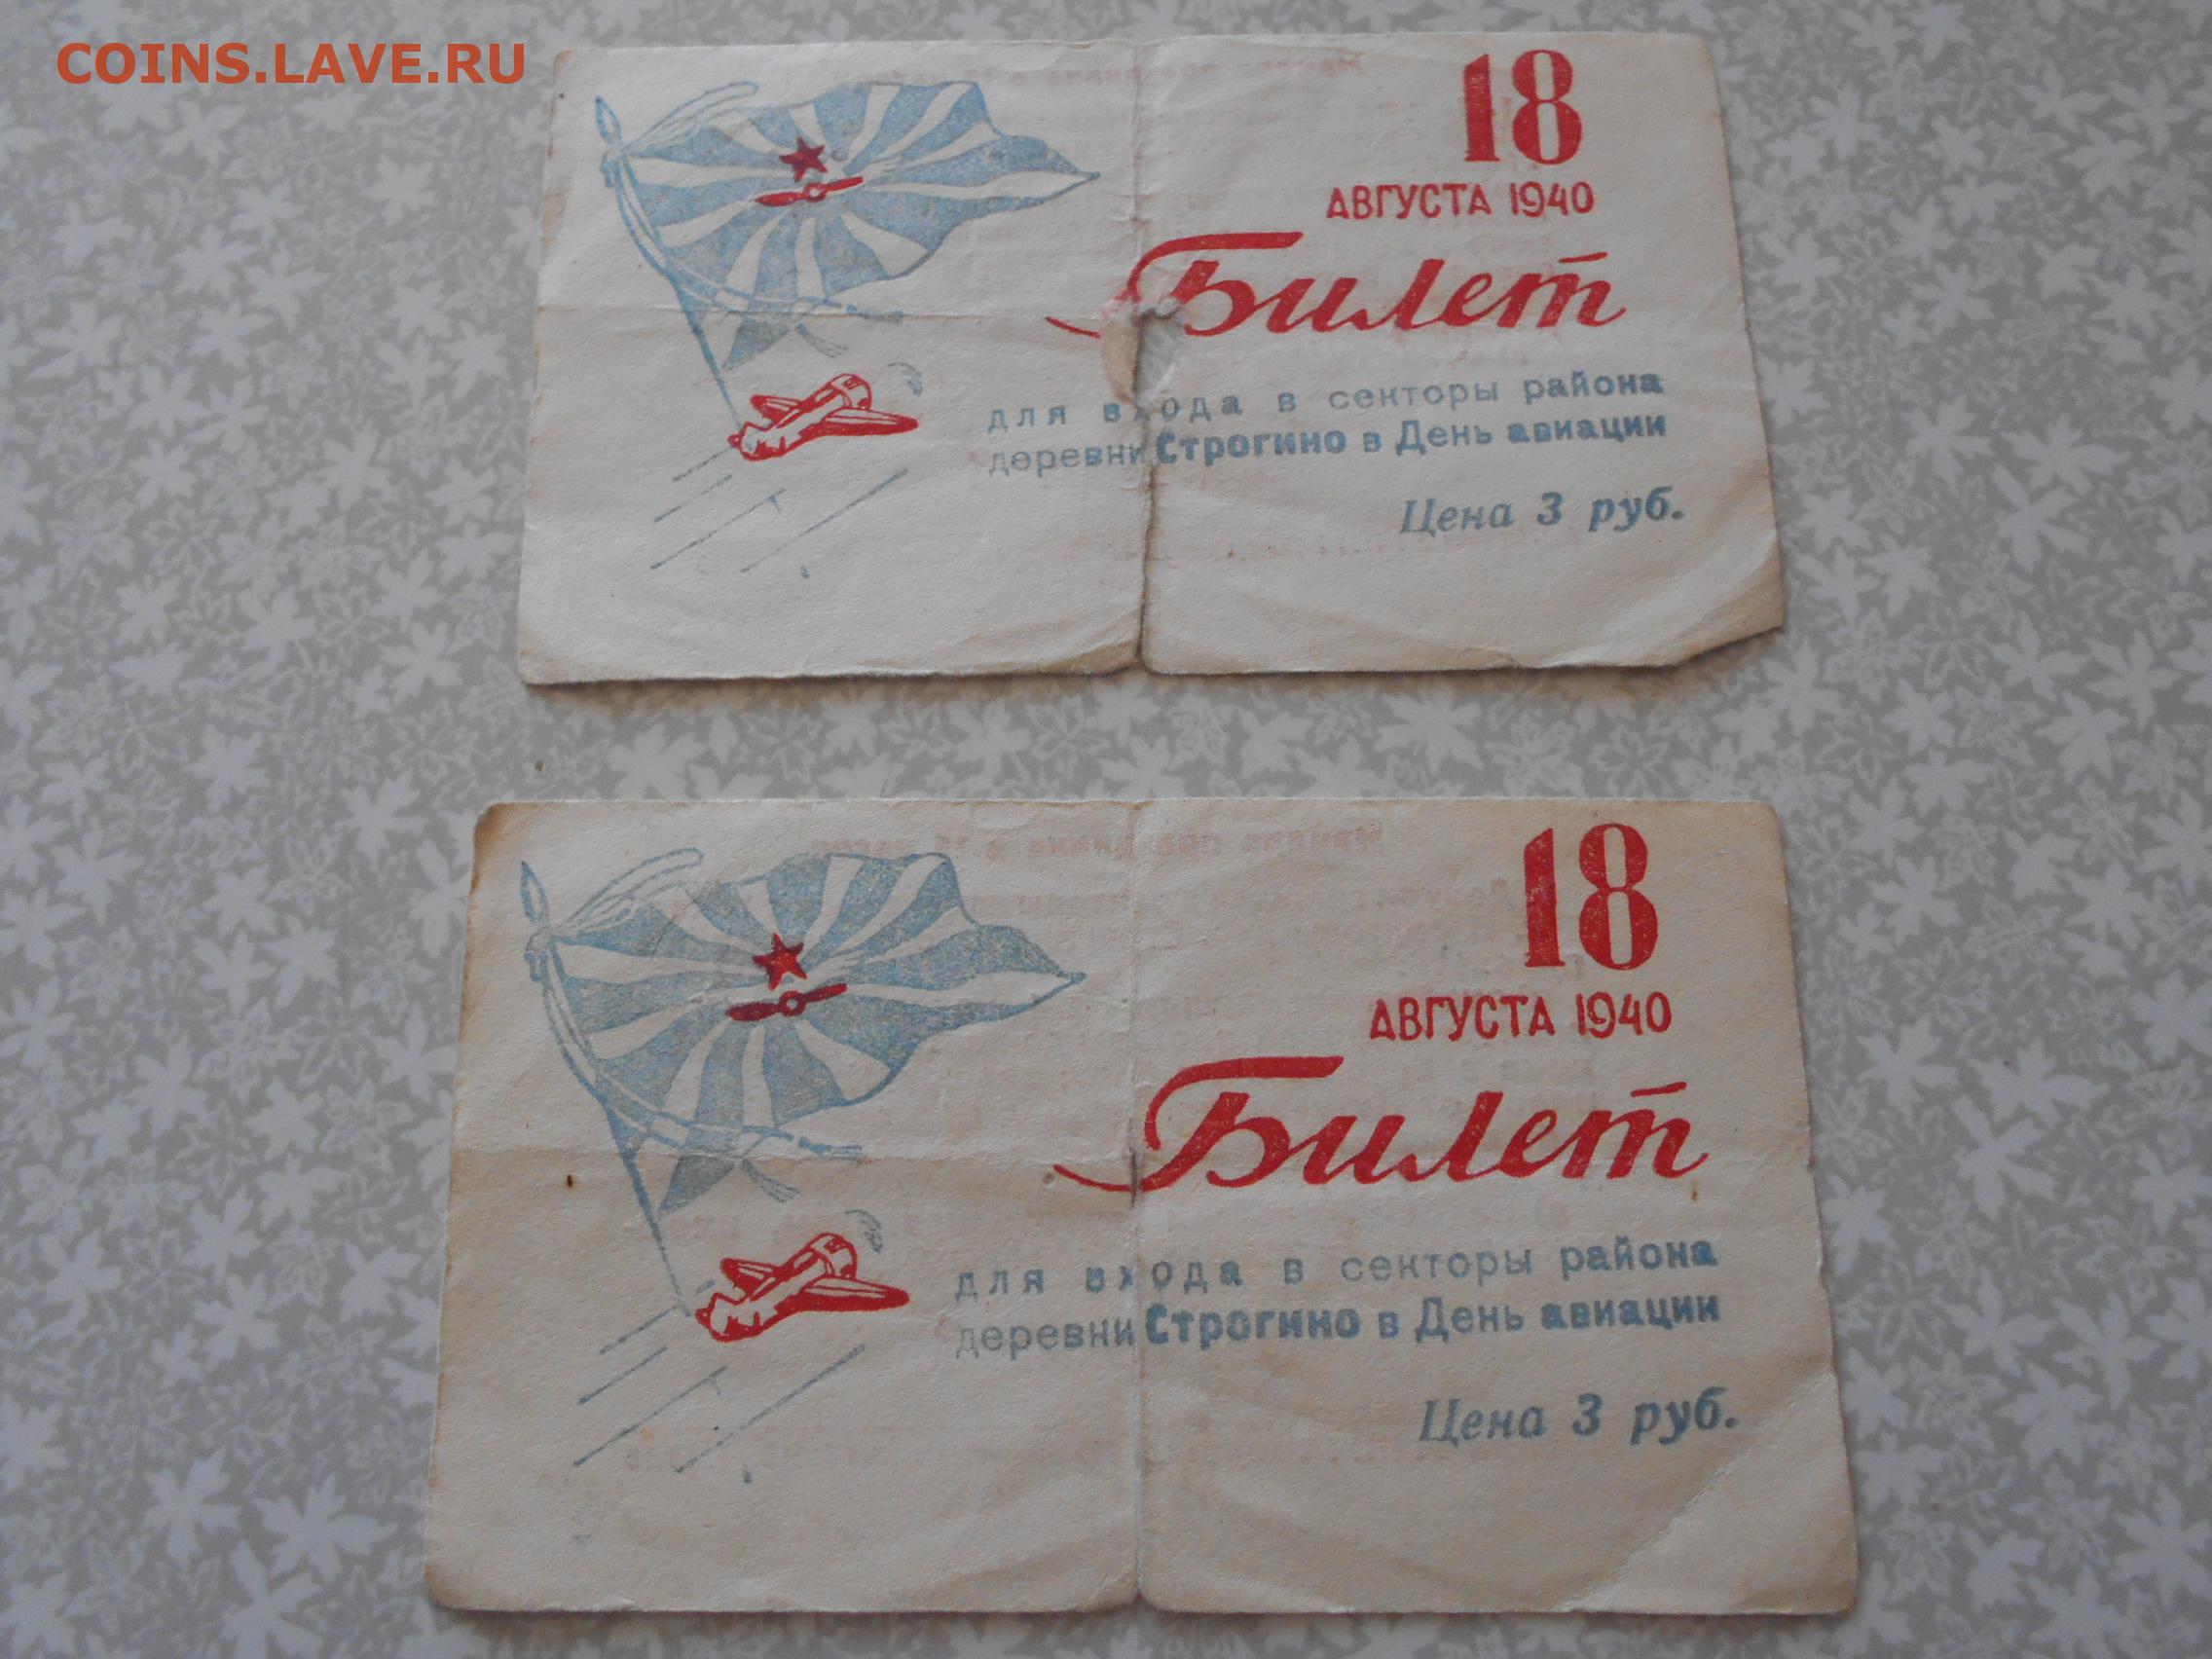 COINS.LAVE.RU
18
АВГУСТА 1940
Билет
для входа в секторы района
деревни Строгино в День авиации
Цена 3 руб.
18
АВГУСТА 1940
Билет
для входа в секторы района
деревни Строгино в День авиации
Цена 3 руб.